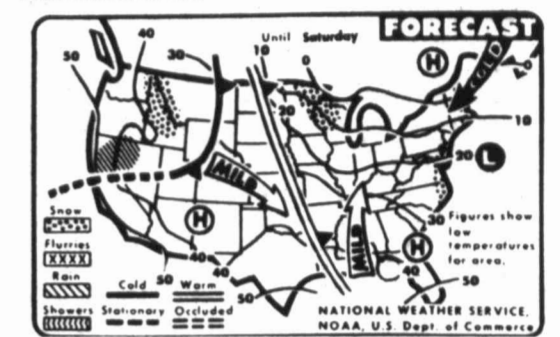 FORECAST
Until Saturday
50
40
30
10
0
H
COLD
0
20
10
20
L
MILD
MILD
H
H
30
Figures show
low
temperatures
for area.
40
40
50
50
40
50
Snow
Flurries
Rain
Showers
Cold
Warm
Stationary
Occluded
NATIONAL WEATHER SERVICE,
NOAA, U.S. Dept. of Commerce